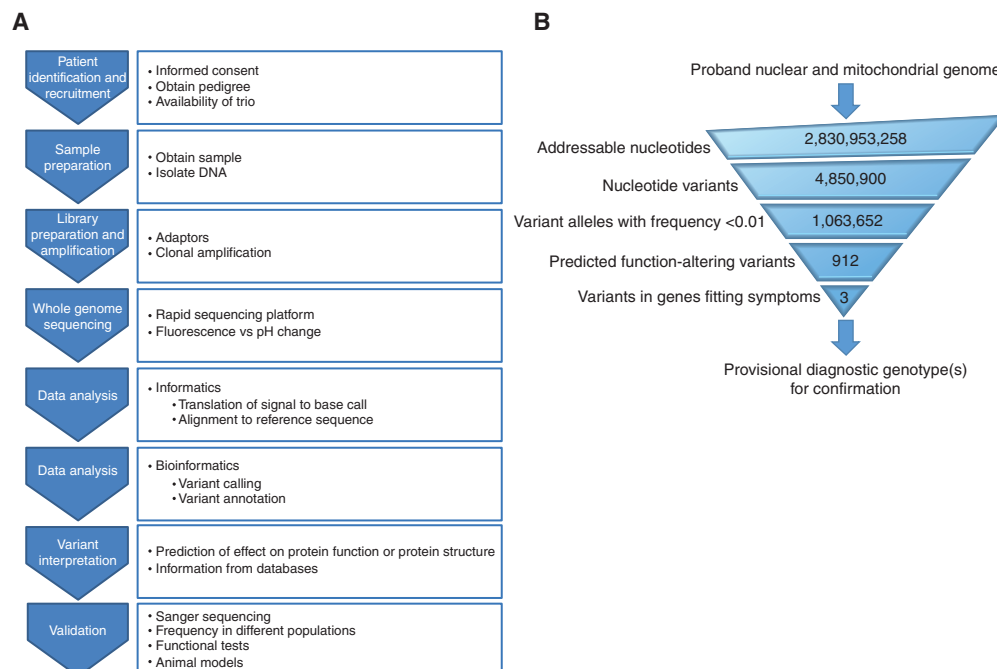 A
Patient
identification and
recruitment
• Informed consent
• Obtain pedigree
• Availability of trio
Sample
preparation
• Obtain sample
• Isolate DNA
Library
preparation and
amplification
• Adaptors
• Clonal amplification
Whole genome
sequencing
• Rapid sequencing platform
• Fluorescence vs pH change
Data analysis
• Informatics
• Translation of signal to base call
• Alignment to reference sequence
Data analysis
• Bioinformatics
• Variant calling
• Variant annotation
Variant
interpretation
• Prediction of effect on protein function or protein structure
• Information from databases
Validation
• Sanger sequencing
• Frequency in different populations
• Functional tests
• Animal models
B
Proband nuclear and mitochondrial genome
Addressable nucleotides 2,830,953,258
Nucleotide variants 4,850,900
Variant alleles with frequency <0.01 1,063,652
Predicted function-altering variants 912
Variants in genes fitting symptoms 3
Provisional diagnostic genotype(s)
for confirmation